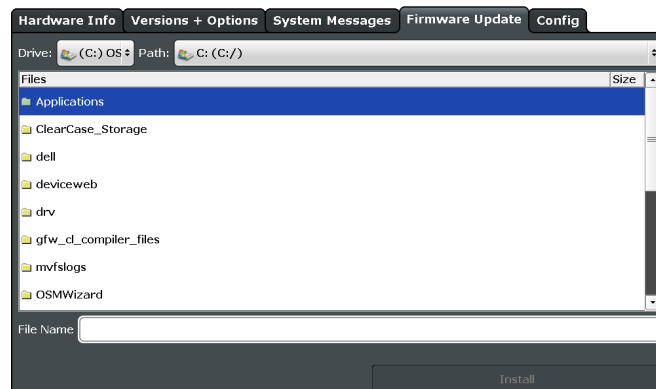 Hardware Info Versions + Options System Messages Firmware Update Config
Drive: (C:) OS Path: C: (C:/)
Files Size
Applications
ClearCase_Storage
dell
deviceweb
drv
gfw_cl_compiler_files
mvfslogs
OSMWizard
File Name
Install